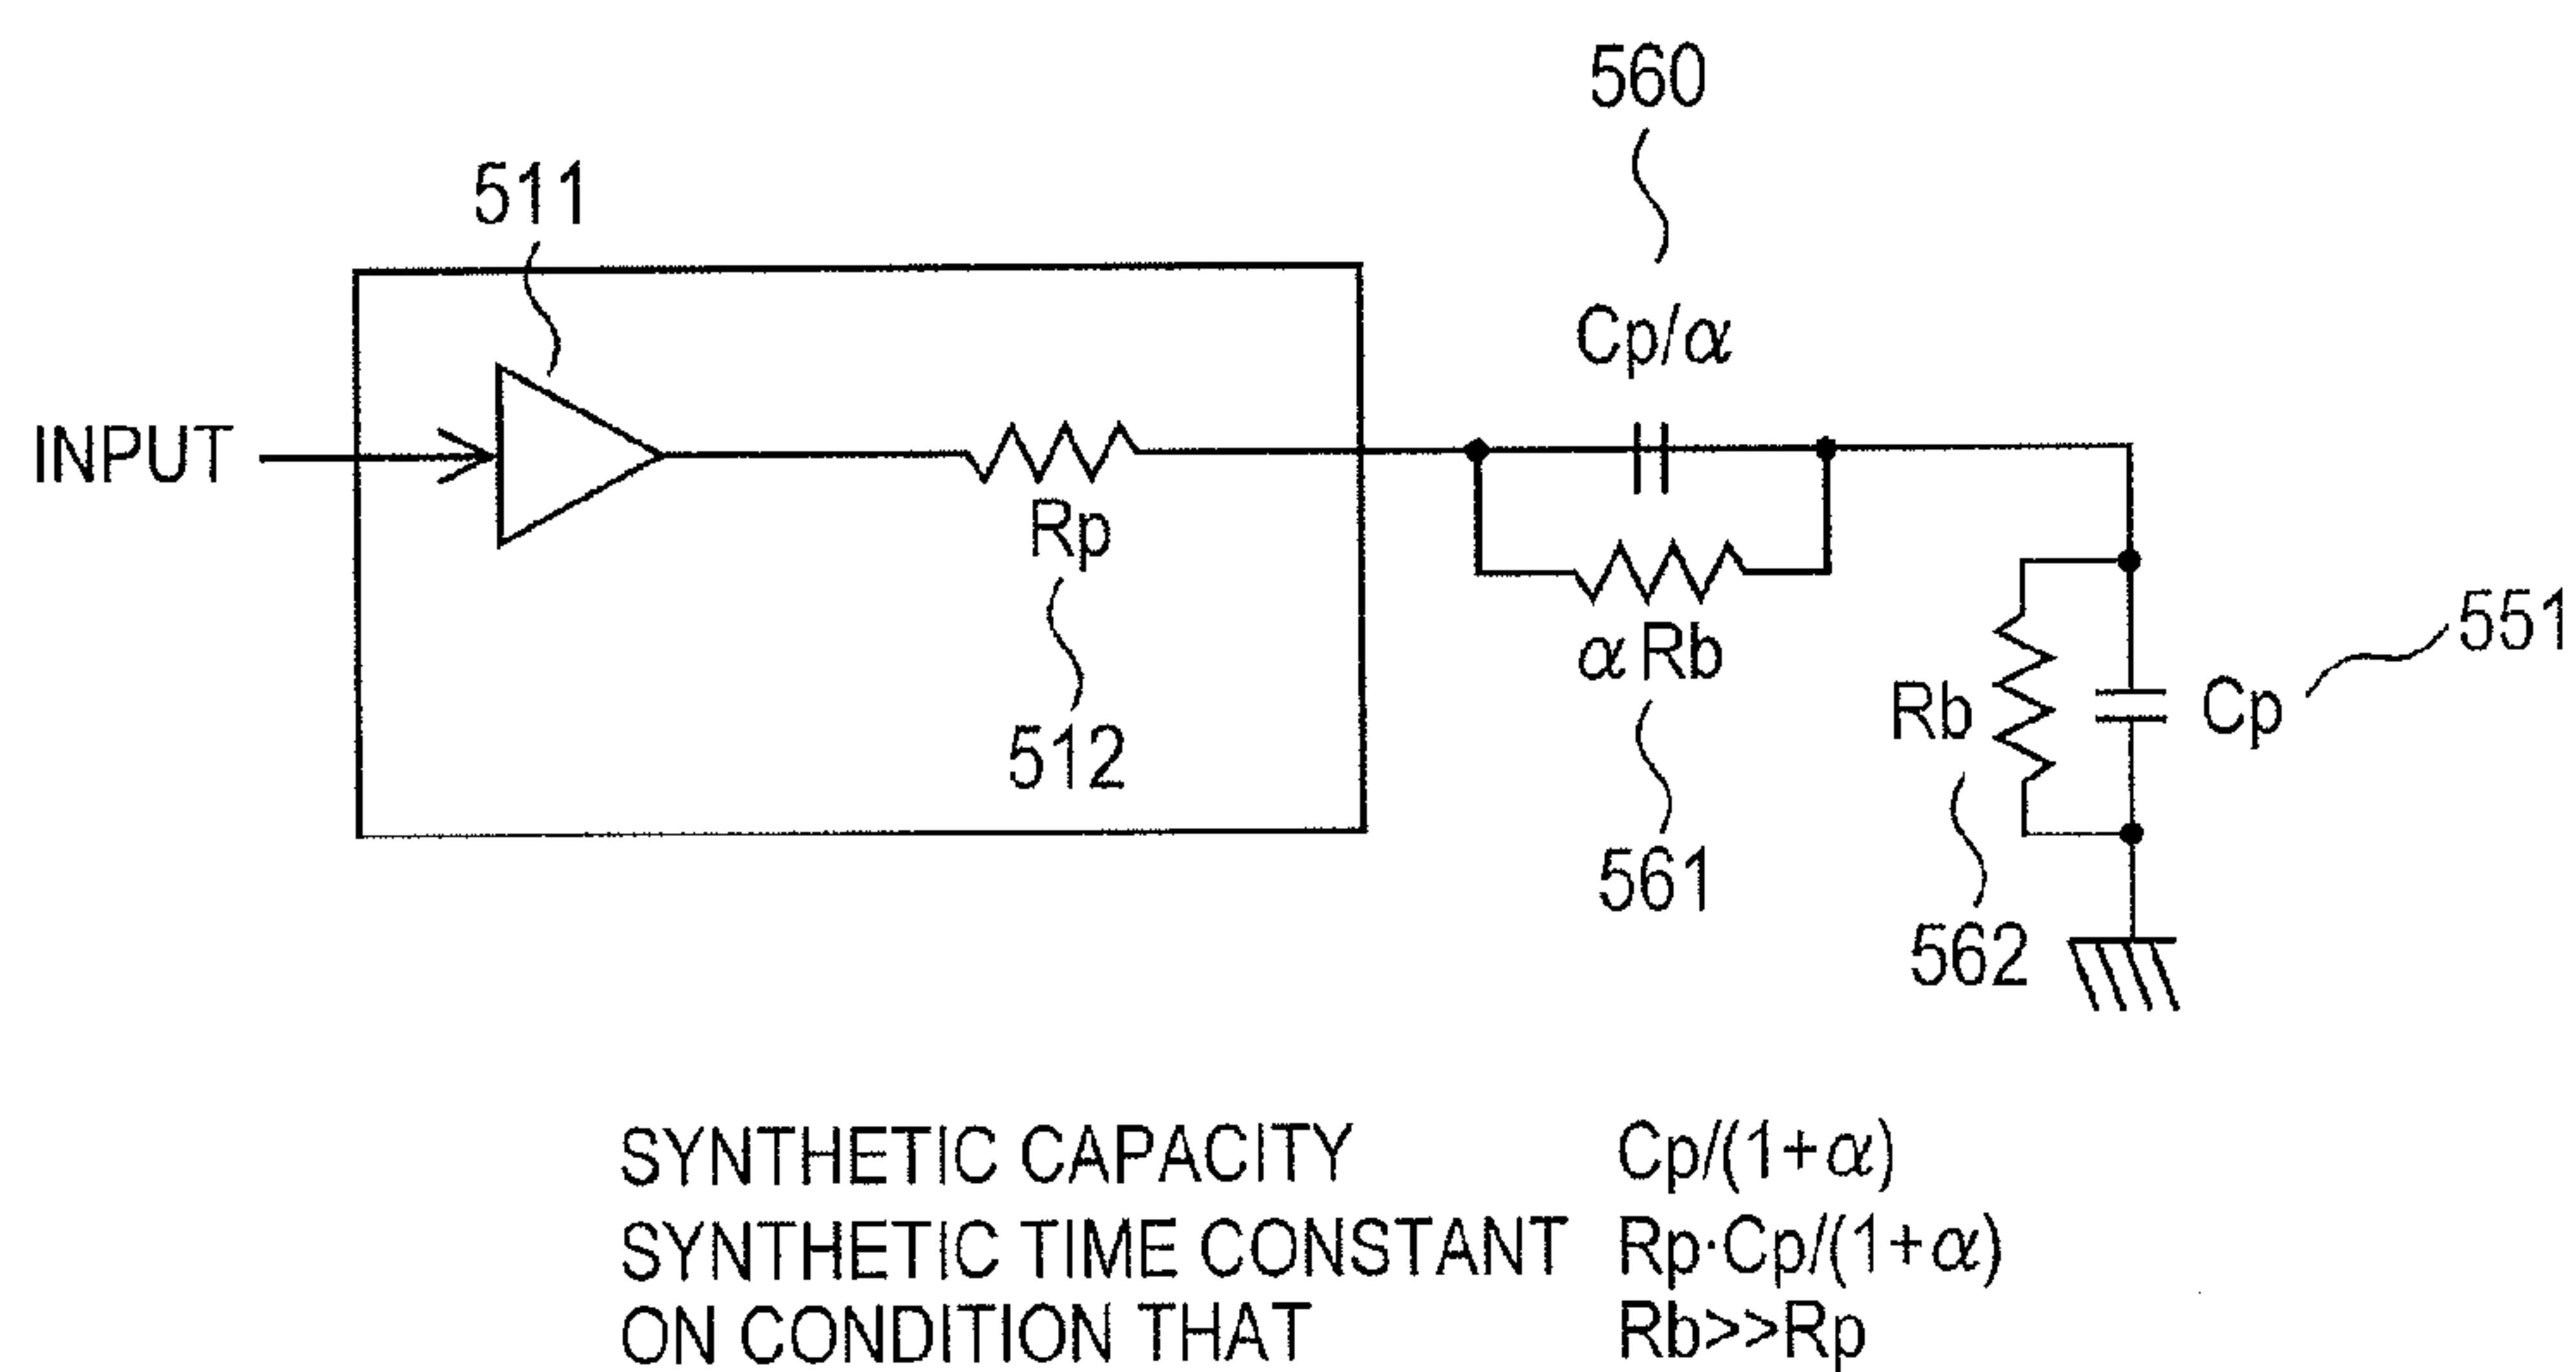 560
511
Cp/α
INPUT
Rp
αRb
551
Rb
Cp
512
561
562
SYNTHETIC CAPACITY Cp/(1+α)
SYNTHETIC TIME CONSTANT Rp·Cp/(1+α)
ON CONDITION THAT Rb>>Rp